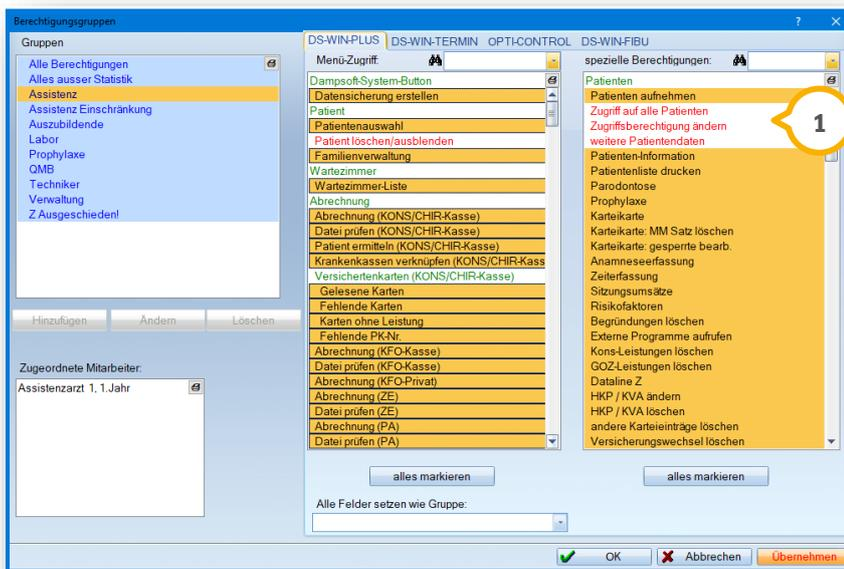 Berechtigungsgruppen
Gruppen
Alle Berechtigungen
Alles ausser Statistik
Assistenz
Assistenz Einschränkung
Auszubildende
Labor
Prophylaxe
QMB
Techniker
Verwaltung
Z Ausgeschieden!
Hinzufügen Ändern Löschen
Zugeordnete Mitarbeiter:
Assistenzarzt 1, 1.Jahr
DS-WIN-PLUS DS-WIN-TERMIN OPTI-CONTROL DS-WIN-FIBU
Menü-Zugriff:
Dampsoft-System-Button
Datensicherung erstellen
Patient
Patientenauswahl
Patient löschen/ausblenden
Familienverwaltung
Wartezimmer
Wartezimmer-Liste
Abrechnung
Abrechnung (KONS/CHIR-Kasse)
Datei prüfen (KONS/CHIR-Kasse)
Patient ermitteln (KONS/CHIR-Kasse)
Krankenkassen verknüpfen (KONS/CHIR-Kass
Versichertenkarten (KONS/CHIR-Kasse)
Gelesene Karten
Fehlende Karten
Karten ohne Leistung
Fehlende PK-Nr.
Abrechnung (KFO-Kasse)
Datei prüfen (KFO-Kasse)
Abrechnung (KFO-Privat)
Abrechnung (ZE)
Datei prüfen (ZE)
Abrechnung (PA)
Datei prüfen (PA)
alles markieren
Alle Felder setzen wie Gruppe:
spezielle Berechtigungen:
Patienten
Patienten aufnehmen
Zugriff auf alle Patienten
Zugriffsberechtigung ändern
weitere Patientendaten
Patienten-Information
Patientenliste drucken
Parodontose
Prophylaxe
Karteikarte
Karteikarte: MM Satz löschen
Karteikarte: gesperrte bearb.
Anamneseerfassung
Zeiterfassung
Sitzungsumsätze
Risikofaktoren
Begründungen löschen
Externe Programme aufrufen
Kons-Leistungen löschen
GOZ-Leistungen löschen
Dataline Z
HKP / KVA ändern
HKP / KVA löschen
andere Karteieinträge löschen
Versicherungswechsel löschen
alles markieren
1
OK Abbrechen Übernehmen